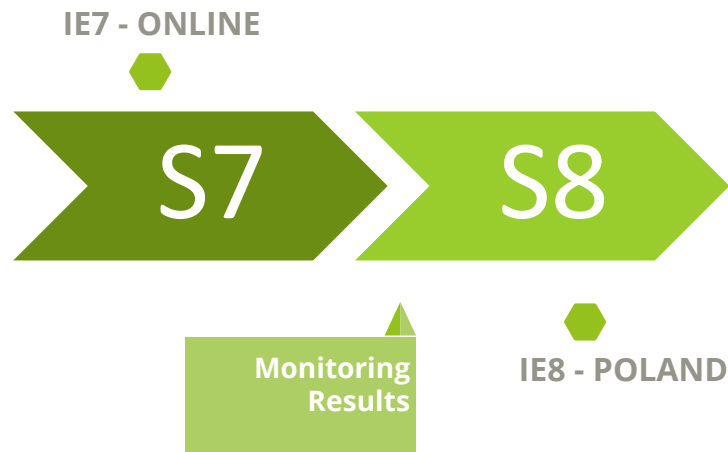 IE7 - ONLINE
S7
S8
Monitoring
Results
IE8 - POLAND